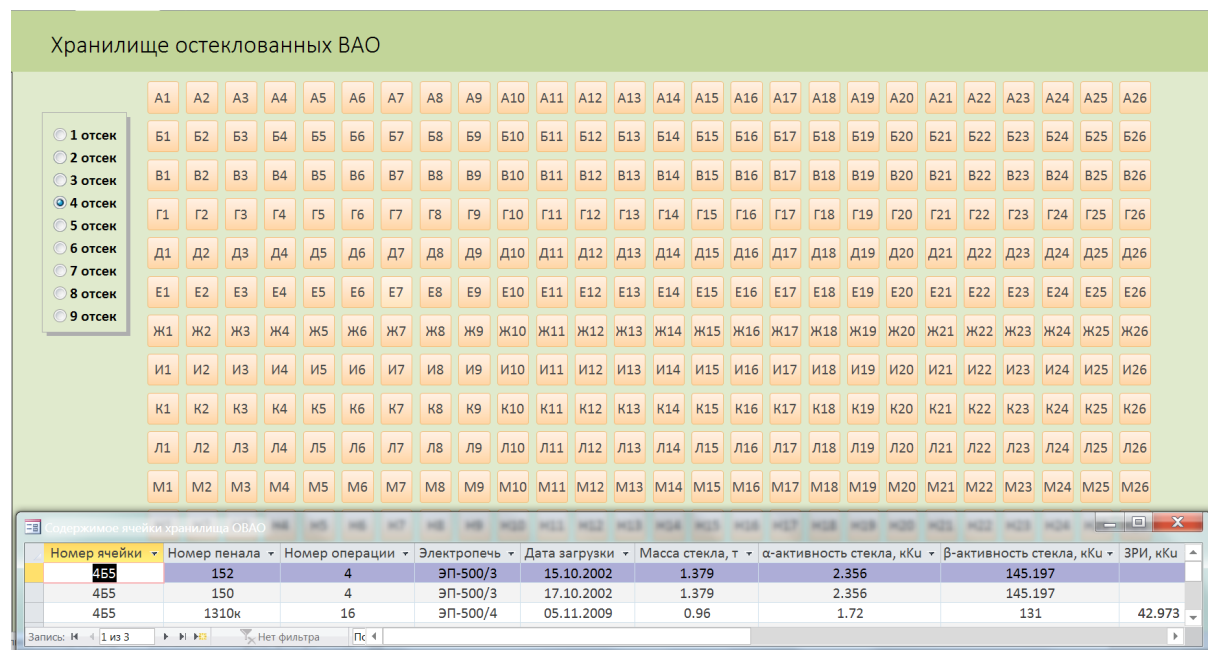 Хранилище остеклованных ВАО
А1 А2 А3 А4 А5 А6 А7 А8 А9 А10 А11 А12 А13 А14 А15 А16 А17 А18 А19 А20 А21 А22 А23 А24 А25 А26
1 отсек Б1 Б2 Б3 Б4 Б5 Б6 Б7 Б8 Б9 Б10 Б11 Б12 Б13 Б14 Б15 Б16 Б17 Б18 Б19 Б20 Б21 Б22 Б23 Б24 Б25 Б26
2 отсек
3 отсек В1 В2 В3 В4 В5 В6 В7 В8 В9 В10 В11 В12 В13 В14 В15 В16 В17 В18 В19 В20 В21 В22 В23 В24 В25 В26
4 отсек Г1 Г2 Г3 Г4 Г5 Г6 Г7 Г8 Г9 Г10 Г11 Г12 Г13 Г14 Г15 Г16 Г17 Г18 Г19 Г20 Г21 Г22 Г23 Г24 Г25 Г26
5 отсек
6 отсек Д1 Д2 Д3 Д4 Д5 Д6 Д7 Д8 Д9 Д10 Д11 Д12 Д13 Д14 Д15 Д16 Д17 Д18 Д19 Д20 Д21 Д22 Д23 Д24 Д25 Д26
7 отсек
8 отсек Е1 Е2 Е3 Е4 Е5 Е6 Е7 Е8 Е9 Е10 Е11 Е12 Е13 Е14 Е15 Е16 Е17 Е18 Е19 Е20 Е21 Е22 Е23 Е24 Е25 Е26
9 отсек Ж1 Ж2 Ж3 Ж4 Ж5 Ж6 Ж7 Ж8 Ж9 Ж10 Ж11 Ж12 Ж13 Ж14 Ж15 Ж16 Ж17 Ж18 Ж19 Ж20 Ж21 Ж22 Ж23 Ж24 Ж25 Ж26
И1 И2 И3 И4 И5 И6 И7 И8 И9 И10 И11 И12 И13 И14 И15 И16 И17 И18 И19 И20 И21 И22 И23 И24 И25 И26
К1 К2 К3 К4 К5 К6 К7 К8 К9 К10 К11 К12 К13 К14 К15 К16 К17 К18 К19 К20 К21 К22 К23 К24 К25 К26
Л1 Л2 Л3 Л4 Л5 Л6 Л7 Л8 Л9 Л10 Л11 Л12 Л13 Л14 Л15 Л16 Л17 Л18 Л19 Л20 Л21 Л22 Л23 Л24 Л25 Л26
М1 М2 М3 М4 М5 М6 М7 М8 М9 М10 М11 М12 М13 М14 М15 М16 М17 М18 М19 М20 М21 М22 М23 М24 М25 М26
Содержимое ячейки хранилища ОВАО
Номер ячейки Номер пенала Номер операции Электропечь Дата загрузки Масса стекла, т α-активность стекла, кКи β-активность стекла, кКи ЗРИ, кКи
4Б5 152 4 ЭП-500/3 15.10.2002 1.379 2.356 145.197
4Б5 150 4 ЭП-500/3 17.10.2002 1.379 2.356 145.197
4Б5 1310к 16 ЭП-500/4 05.11.2009 0.96 1.72 131 42.973
Запись: 1 из 3 Нет фильтра